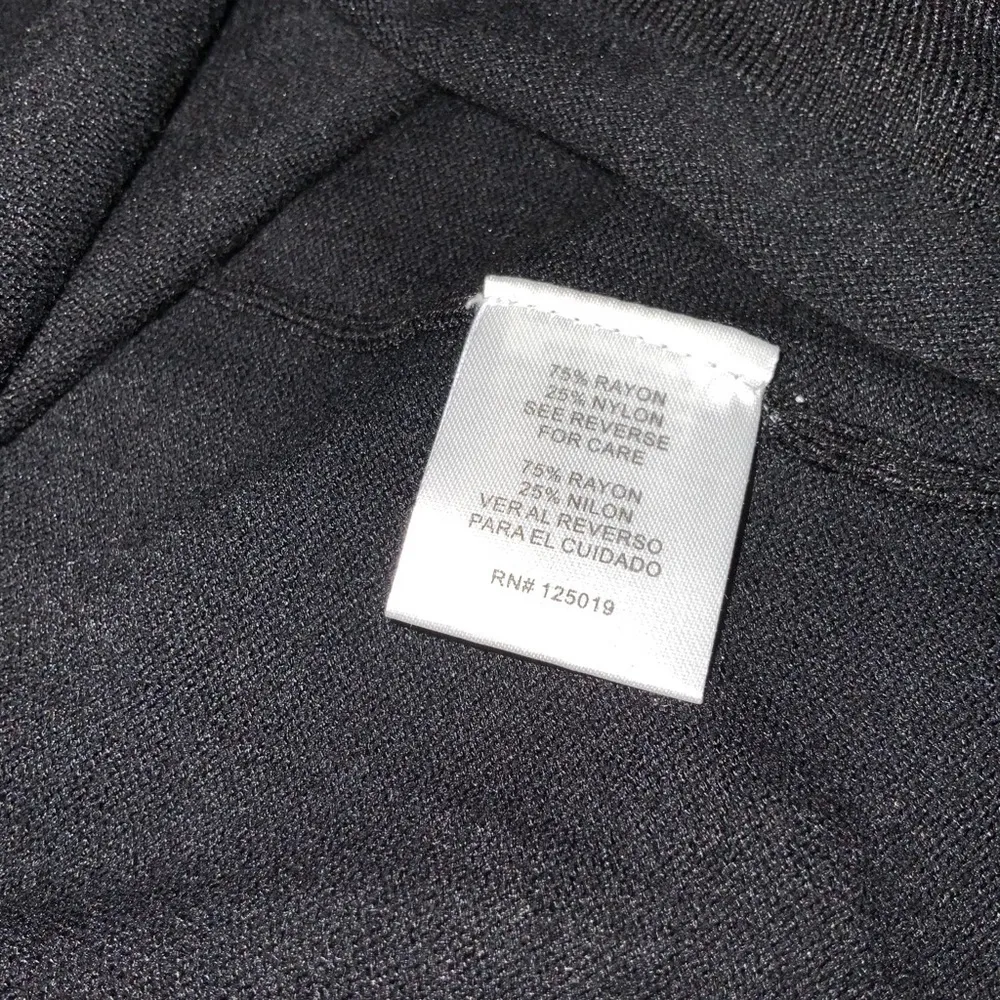 75% RAYON
25% NYLON
SEE REVERSE
FOR CARE
75% RAYON
25% NILON
VER AL REVERSO
PARA EL CUIDADO
RN# 125019